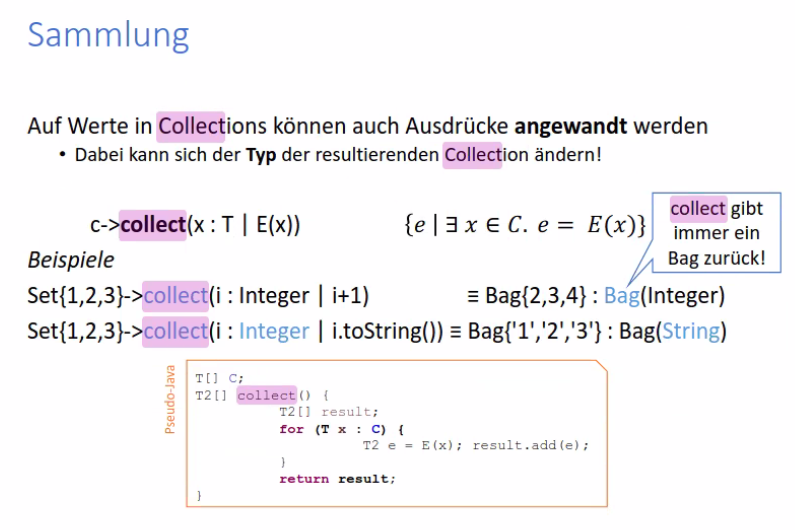 Sammlung
Auf Werte in Collections können auch Ausdrücke angewandt werden
• Dabei kann sich der Typ der resultierenden Collection ändern!
c->collect(x : T | E(x))
{e | ∃ x ∈ C. e = E(x)}
collect gibt
immer ein
Bag zurück!
Beispiele
Set{1,2,3}->collect(i : Integer | i+1) ≡ Bag{2,3,4} : Bag(Integer)
Set{1,2,3}->collect(i : Integer | i.toString()) ≡ Bag{'1','2','3'} : Bag(String)
Pseudo-Java
T[] C;
T2[] collect() {
T2[] result;
for (T x : C) {
T2 e = E(x); result.add(e);
}
return result;
}